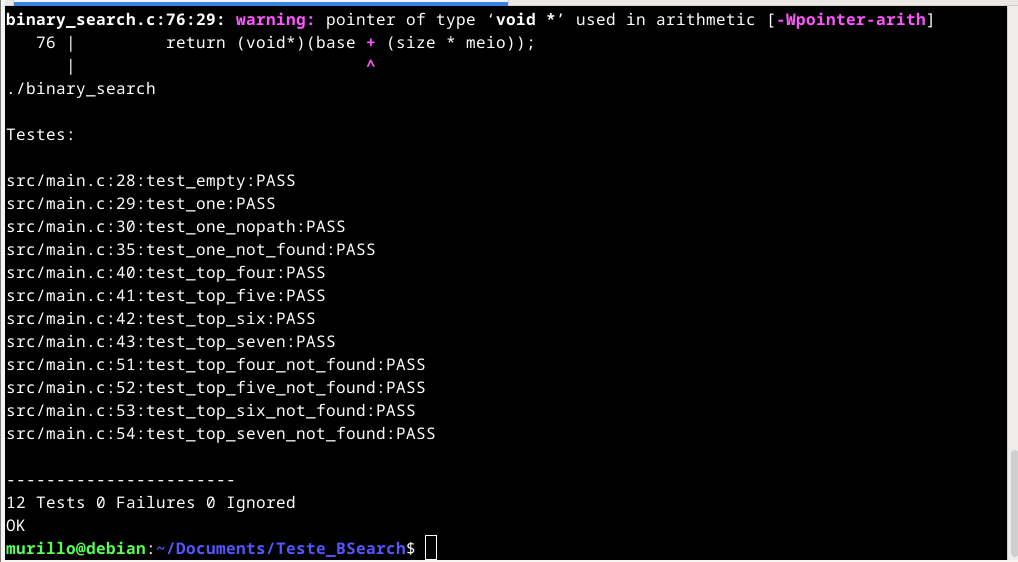 binary_search.c:76:29: warning: pointer of type ‘void *’ used in arithmetic [-Wpointer-arith]
   76 |         return (void*)(base + (size * meio));
      |                             ^
./binary_search

Testes:

src/main.c:28:test_empty:PASS
src/main.c:29:test_one:PASS
src/main.c:30:test_one_nopath:PASS
src/main.c:35:test_one_not_found:PASS
src/main.c:40:test_top_four:PASS
src/main.c:41:test_top_five:PASS
src/main.c:42:test_top_six:PASS
src/main.c:43:test_top_seven:PASS
src/main.c:51:test_top_four_not_found:PASS
src/main.c:52:test_top_five_not_found:PASS
src/main.c:53:test_top_six_not_found:PASS
src/main.c:54:test_top_seven_not_found:PASS

-----------------------
12 Tests 0 Failures 0 Ignored
OK
murillo@debian:~/Documents/Teste_BSearch$